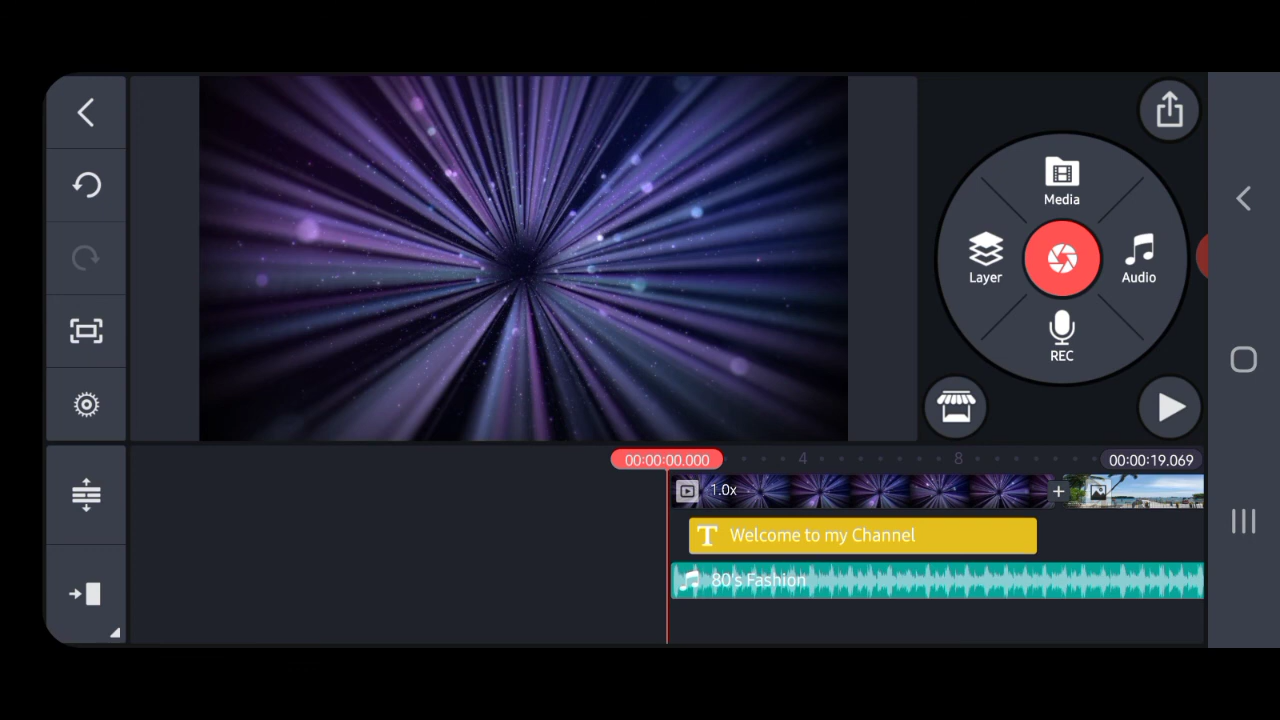 Media
Layer
Audio
REC
00:00:00.000
4
8
00:00:19.069
1.0x
T Welcome to my Channel
80's Fashion